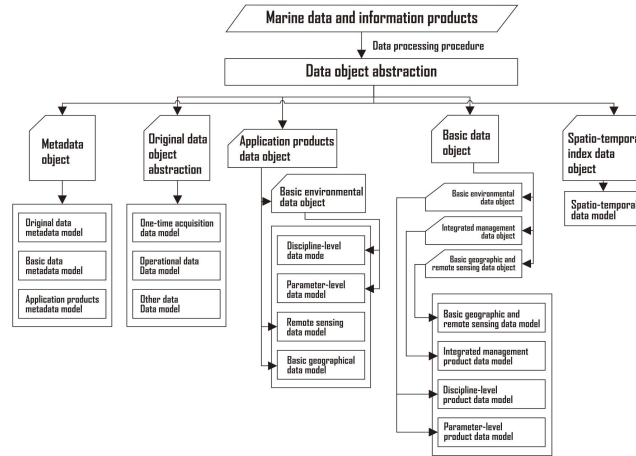 Marine data and information products
Data processing procedure
Data object abstraction
Metadata
object
Original data
object
abstraction
Application products
data object
Basic data
object
Spatio-tempora
index data
object
Original data
metadata model
Basic data
metadata model
Application products
metadata model
One-time acquisition
data model
Operational data
Data model
Other data
Data model
Basic environmental
data object
Discipline-level
data mode
Parameter-level
data model
Remote sensing
data model
Basic geographical
data model
Basic environmental
data object
Integrated management
data object
Basic geographic and
remote sensing data object
Basic geographic and
remote sensing data model
Integrated management
product data model
Discipline-level
product data model
Parameter-level
product data model
Spatio-temporal
data model